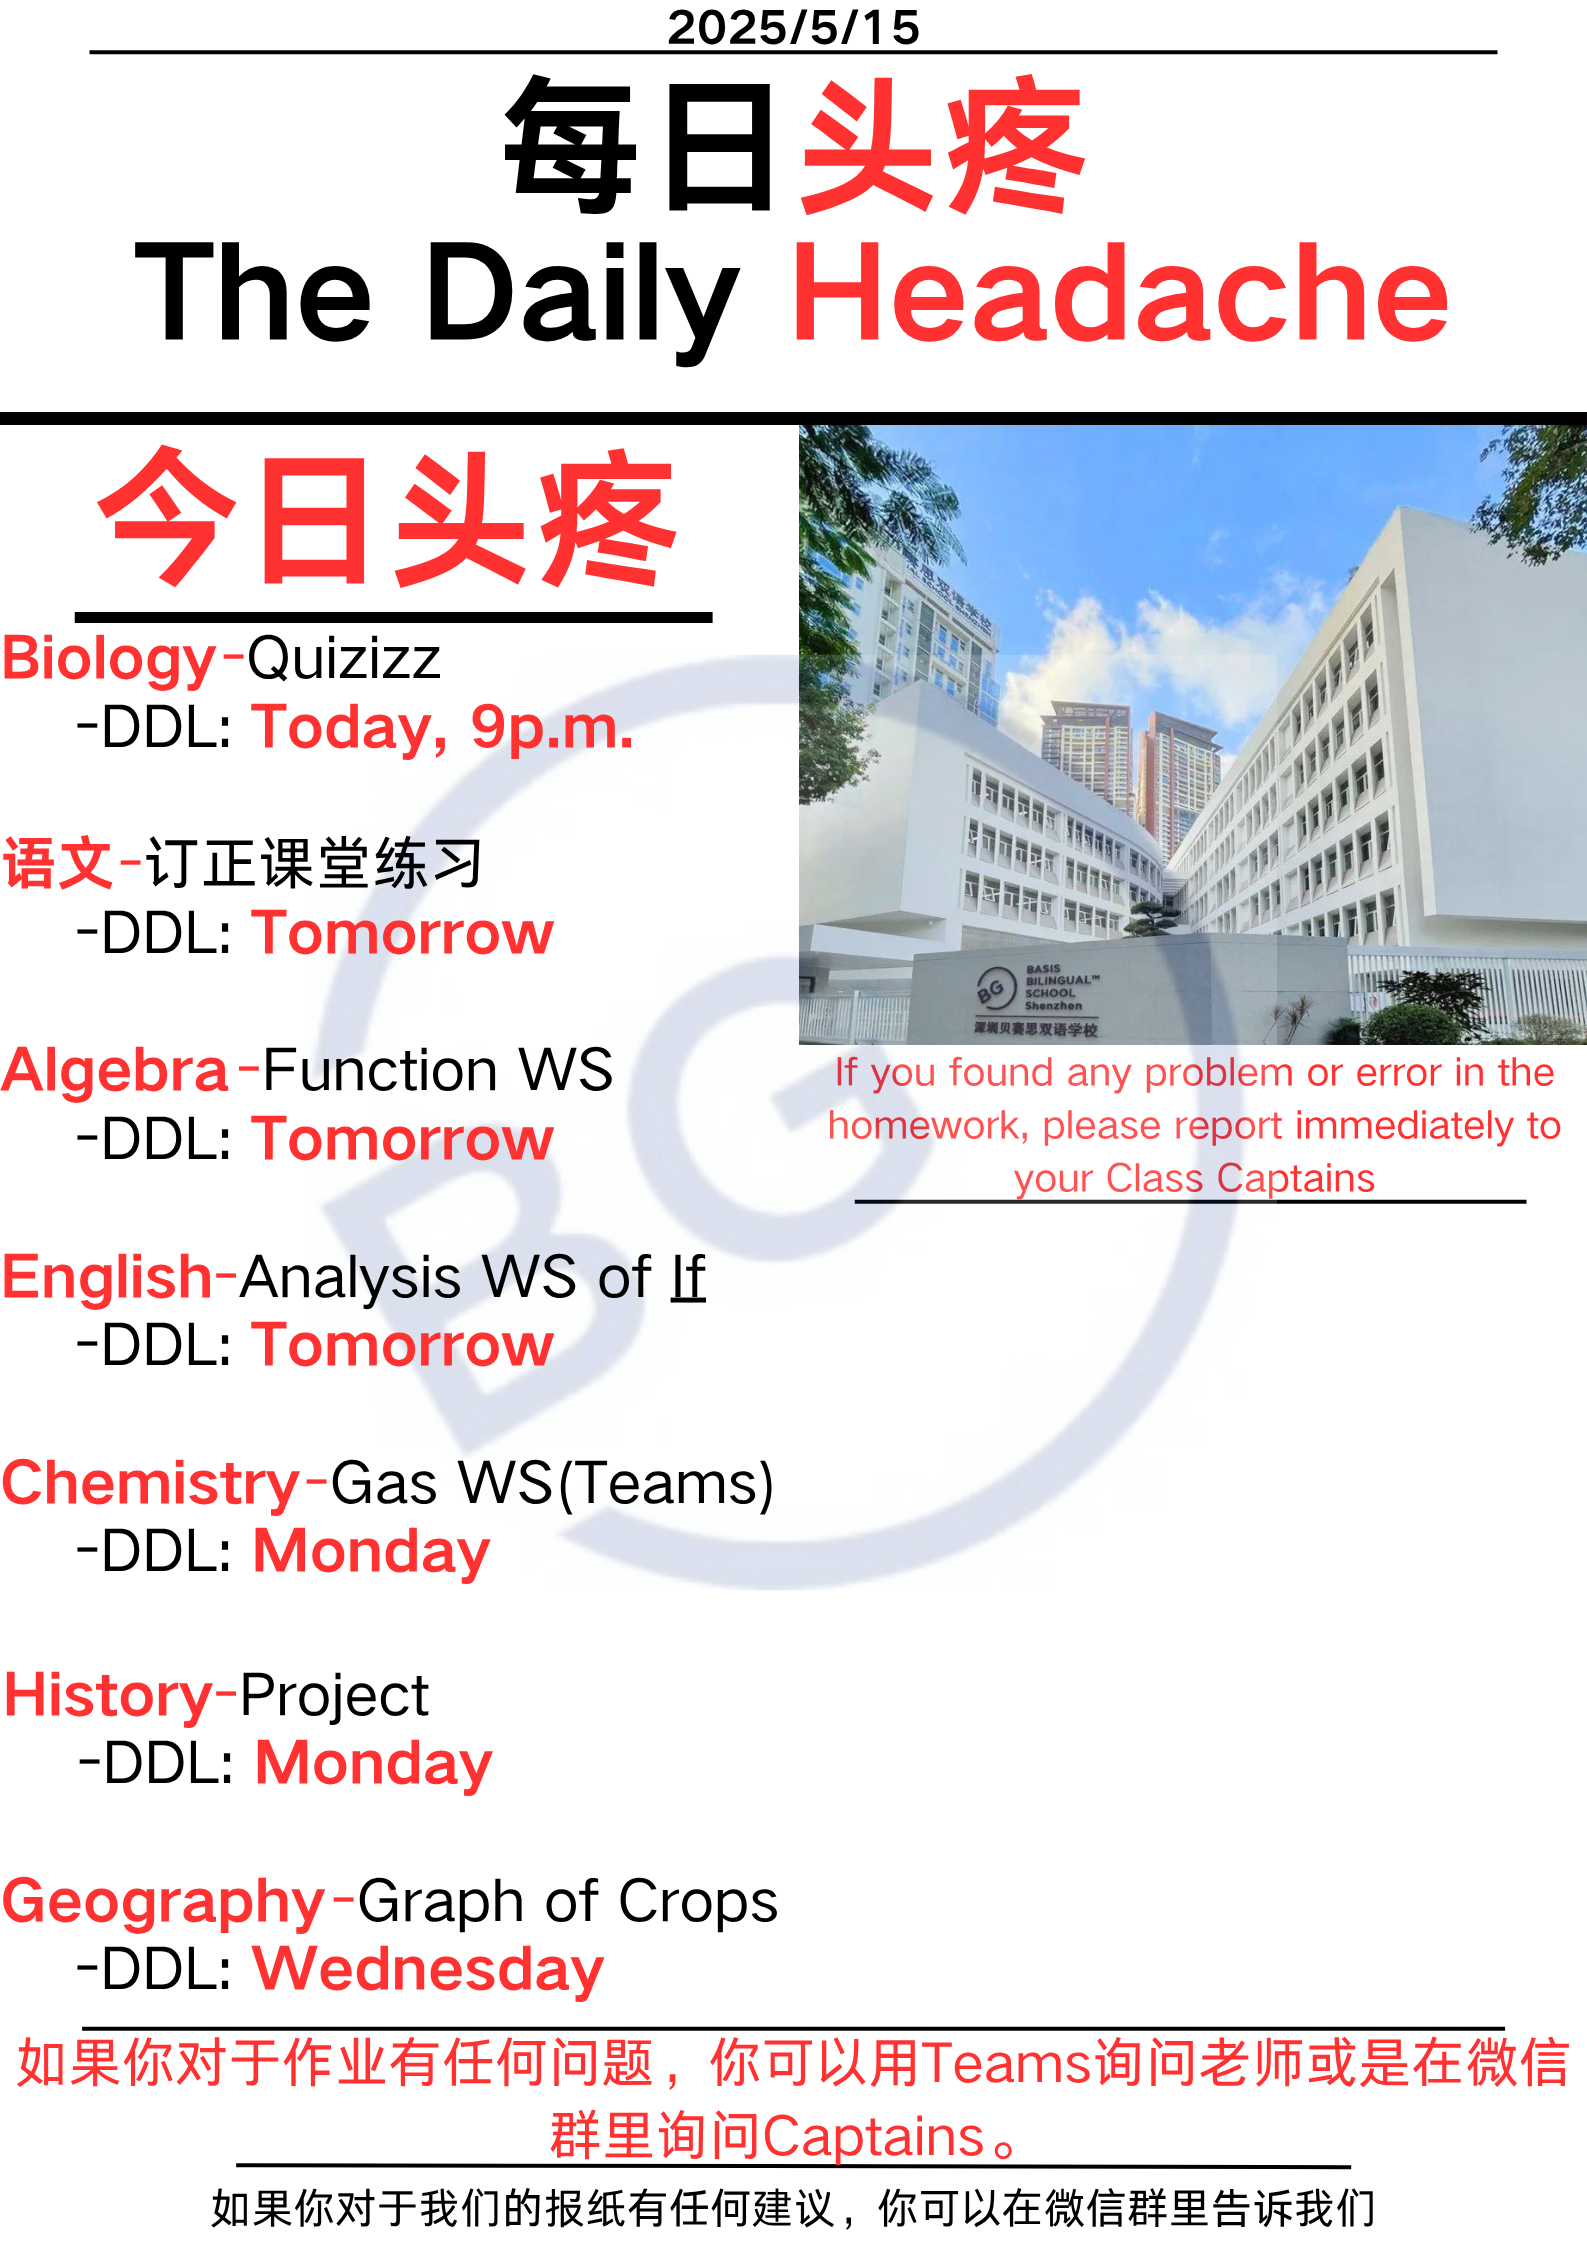 2025/5/15
每日头疼
The Daily Headache
今日头疼
Biology-Quizizz
-DDL: Today, 9p.m.
语文-订正课堂练习
-DDL: Tomorrow
Algebra-Function WS
-DDL: Tomorrow
English-Analysis WS of If
-DDL: Tomorrow
Chemistry-Gas WS(Teams)
-DDL: Monday
History-Project
-DDL: Monday
Geography-Graph of Crops
-DDL: Wednesday
思双语学校
BG
BASIS
BILINGUAL™
SCHOOL
Shenzhen
深圳贝赛思双语学校
If you found any problem or error in the
homework, please report immediately to
your Class Captains
BG
如果你对于作业有任何问题，你可以用Teams询问老师或是在微信
群里询问Captains。
如果你对于我们的报纸有任何建议，你可以在微信群里告诉我们